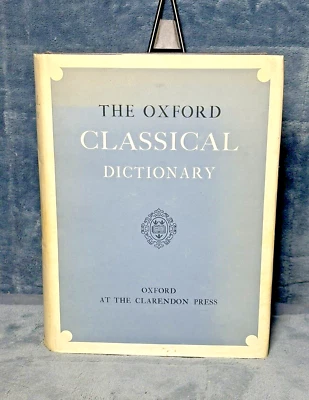 THE OXFORD
CLASSICAL
DICTIONARY
OXFORD
AT THE CLARENDON PRESS